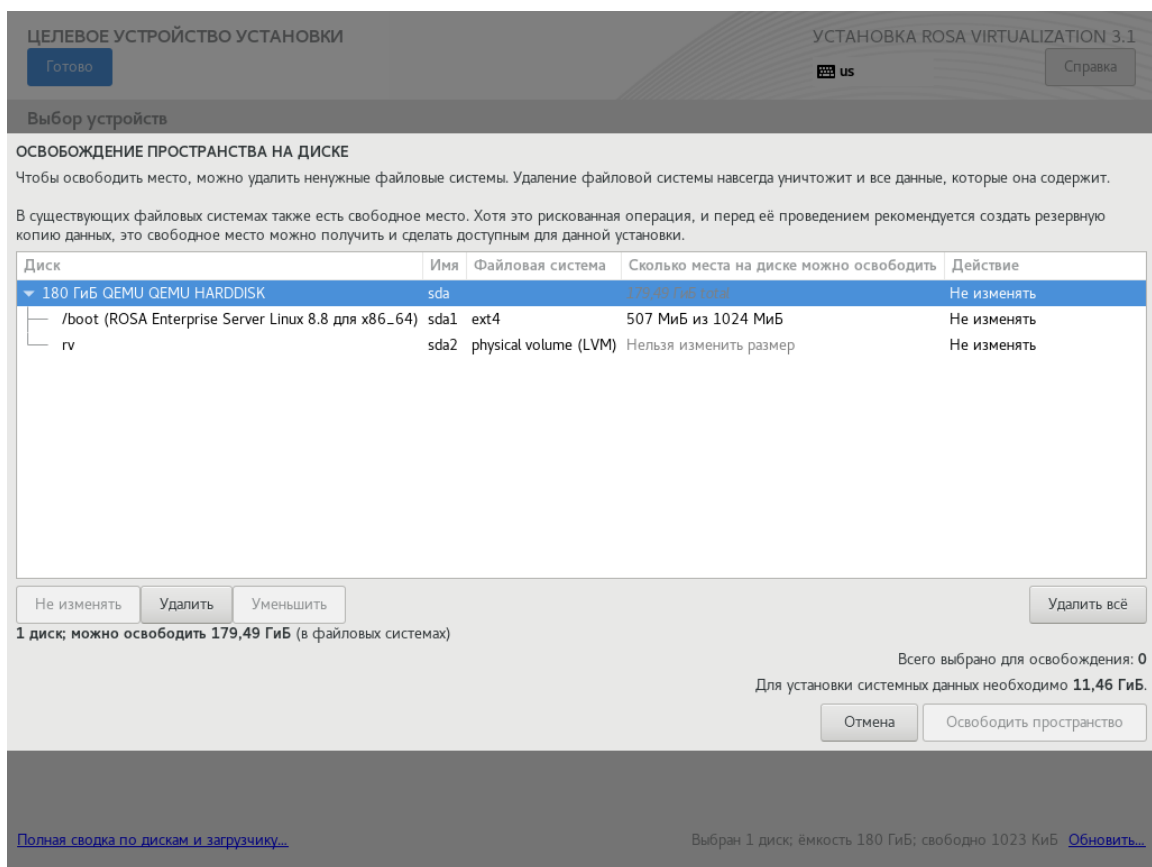 ЦЕЛЕВОЕ УСТРОЙСТВО УСТАНОВКИ
УСТАНОВКА ROSA VIRTUALIZATION 3.1
Готово
us
Справка
Выбор устройств
ОСВОБОЖДЕНИЕ ПРОСТРАНСТВА НА ДИСКЕ
Чтобы освободить место, можно удалить ненужные файловые системы. Удаление файловой системы навсегда уничтожит и все данные, которые она содержит.
В существующих файловых системах также есть свободное место. Хотя это рискованная операция, и перед её проведением рекомендуется создать резервную
копию данных, это свободное место можно получить и сделать доступным для данной установки.
Диск Имя Файловая система Сколько места на диске можно освободить Действие
180 ГиБ QEMU QEMU HARDDISK sda Не изменять
/boot (ROSA Enterprise Server Linux 8.8 для x86_64) sda1 ext4 507 МиБ из 1024 МиБ Не изменять
rv sda2 physical volume (LVM) Нельзя изменить размер Не изменять
Не изменять Удалить Уменьшить Удалить всё
1 диск; можно освободить 179,49 ГиБ (в файловых системах)
Всего выбрано для освобождения: 0
Для установки системных данных необходимо 11,46 ГиБ.
Отмена Освободить пространство
Полная сводка по дискам и загрузчику... Выбран 1 диск; ёмкость 180 ГиБ; свободно 1023 КиБ Обновить...